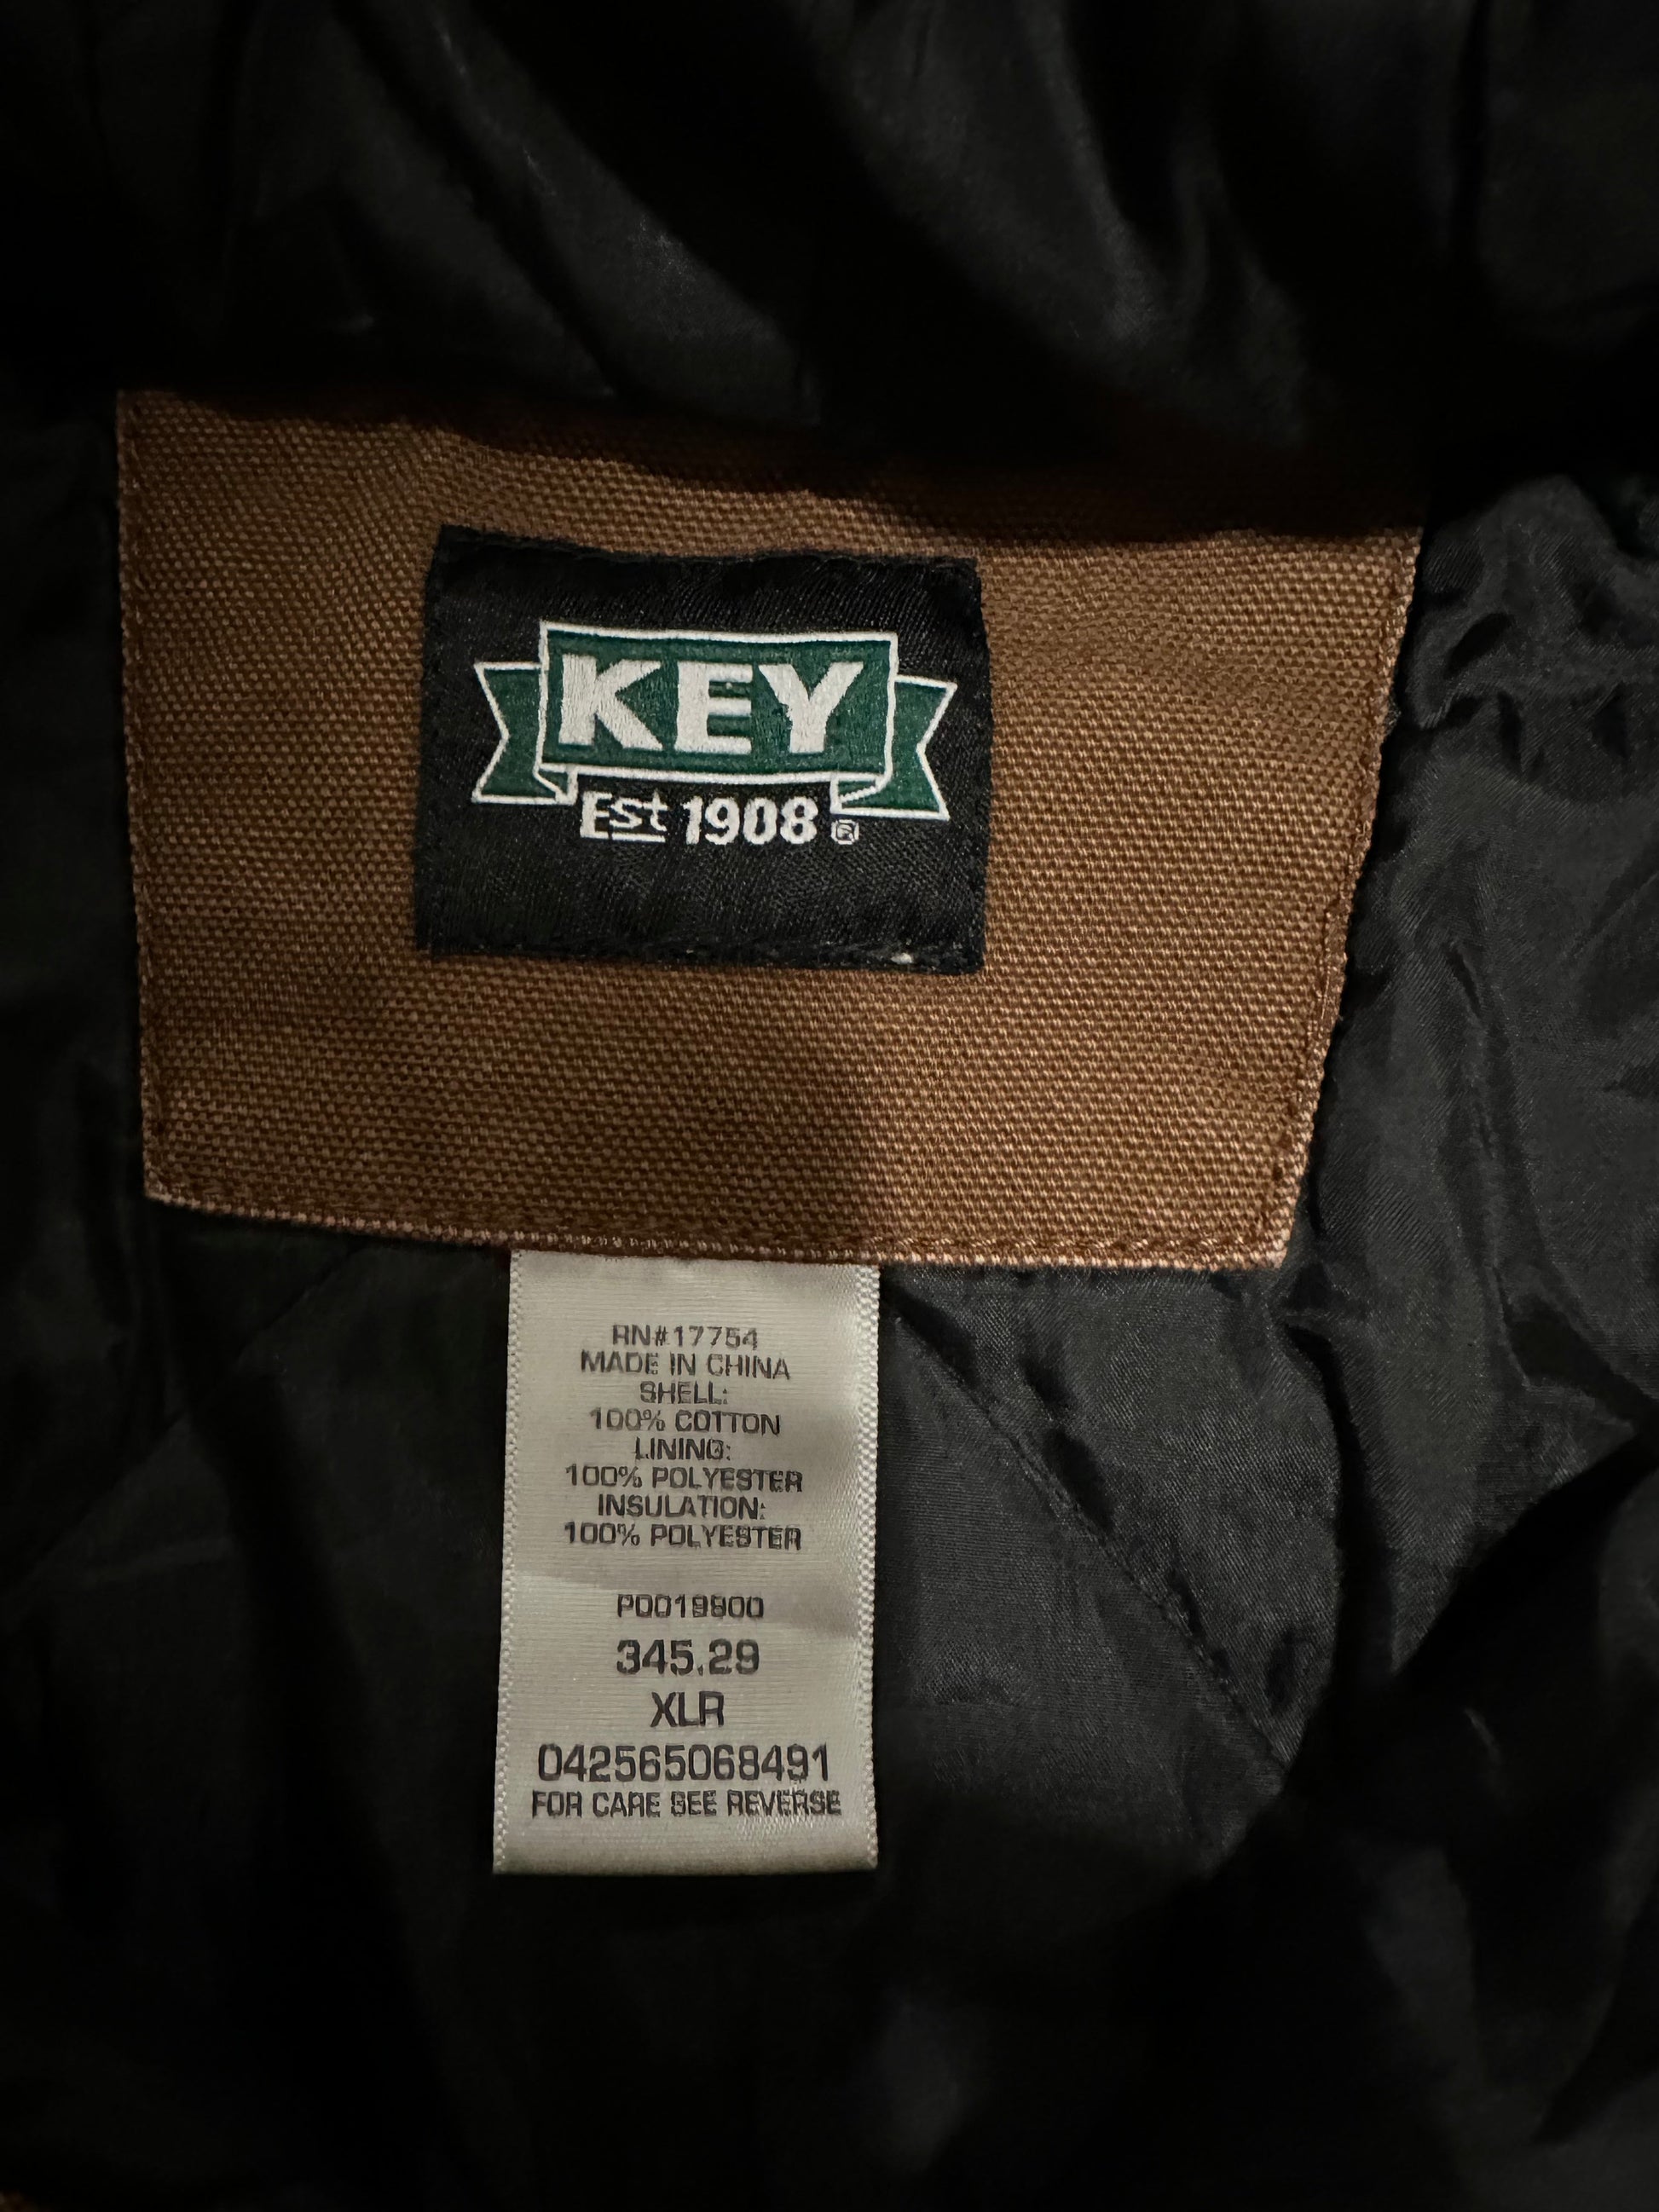 KEY
Est 1908 ®
RN#17754
MADE IN CHINA
SHELL:
100% COTTON
LINING:
100% POLYESTER
INSULATION:
100% POLYESTER
345.29
XLR
042565068491
FOR CARE SEE REVERSE